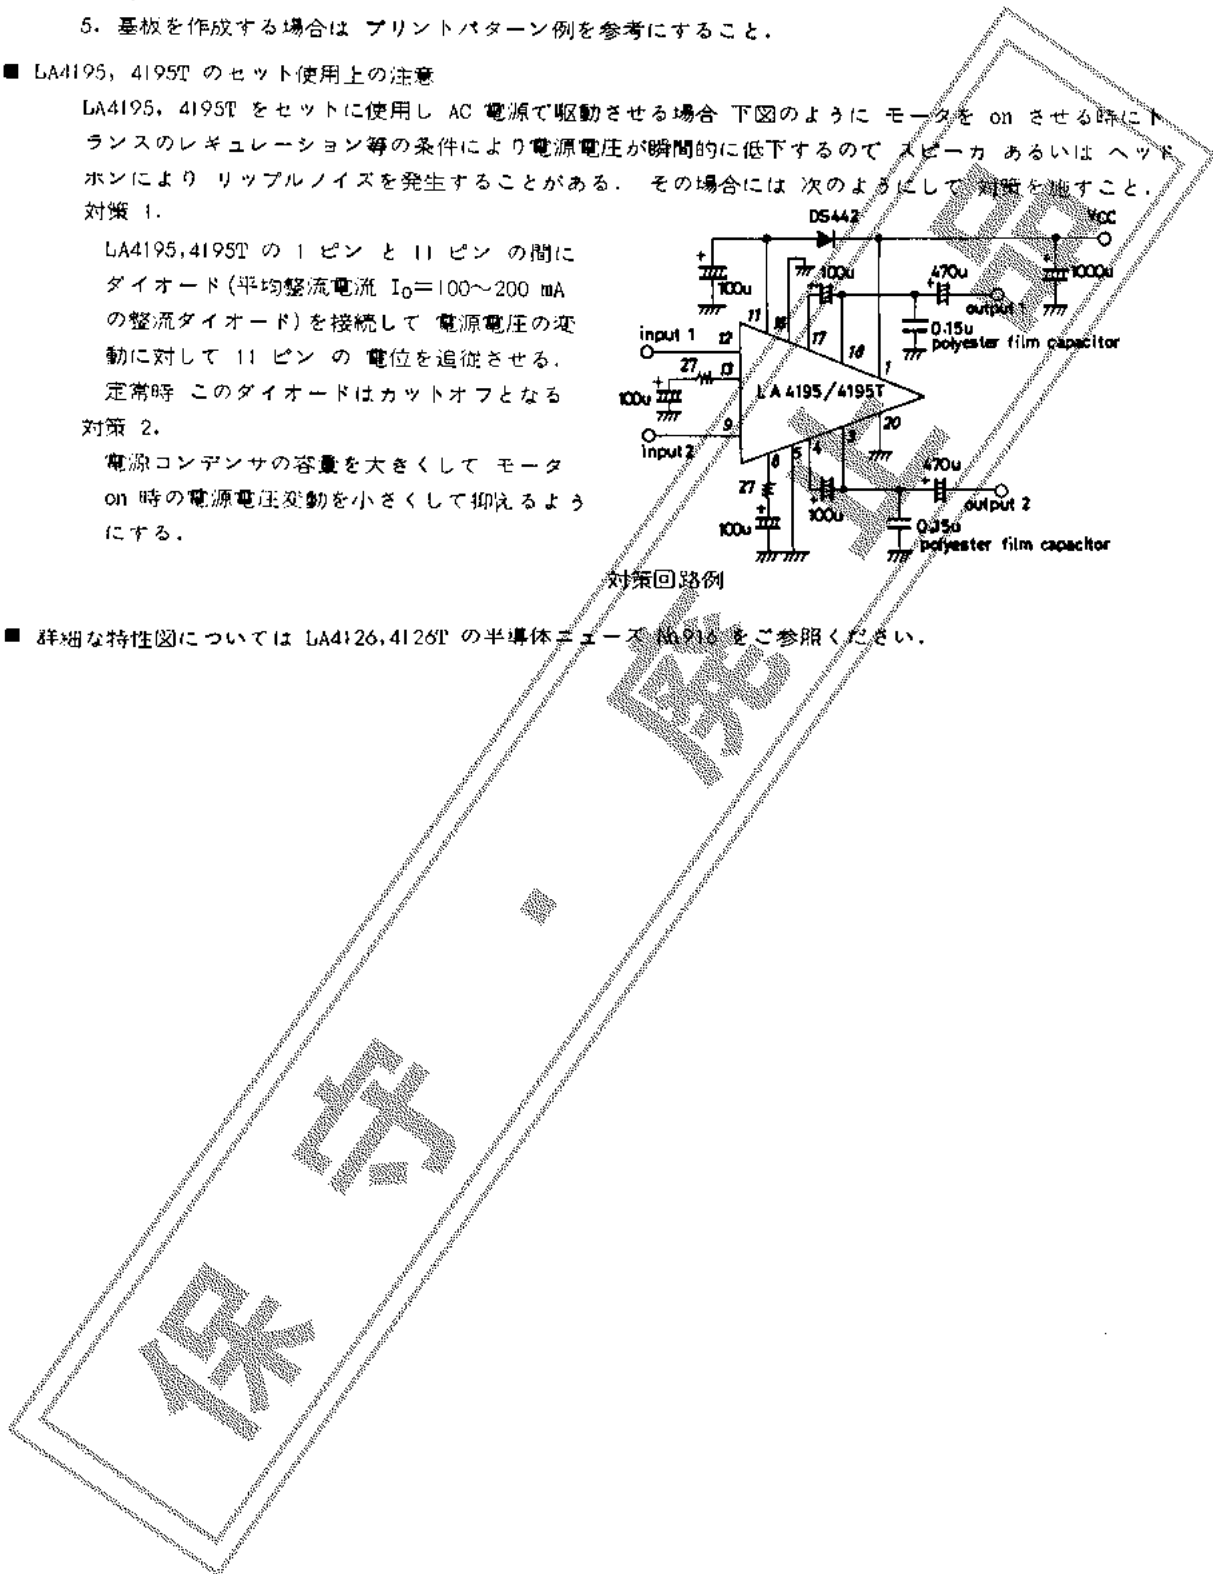 5. 基板を作成する場合は プリントパターン例を参考にすること.
■ LA4195, 4195T のセット使用上の注意
LA4195, 4195T をセットに使用し AC 電源で駆動させる場合 下図のように モータを on させる時にト
ランスのレギュレーション等の条件により電源電圧が瞬間的に低下するので スピーカ あるいは ヘッド
ホンにより リップルノイズを発生することがある. その場合には 次のようにして 対策を施すこと.
対策 1.
LA4195,4195T の 1 ピン と 11 ピン の間に
ダイオード(平均整流電流 I₀=100〜200 mA
の整流ダイオード)を接続して 電源電圧の変
動に対して 11 ピン の 電位を追従させる.
定常時 このダイオードはカットオフとなる
対策 2.
電源コンデンサの容量を大きくして モータ
on 時の電源電圧変動を小さくして抑えるよう
にする.
DS442
VCC
+
100u
100u
470u
1000u
output 1
11
17
18
1
0.15u
polyester film capacitor
input 1
12
27
13
100u
LA4195/4195T
9
input 2
20
3
4
5
8
27
100u
100u
470u
output 2
0.15u
polyester film capacitor
対策回路例
■ 詳細な特性図については LA4126,4126T の半導体ニューズ №916 をご参照ください.
保守・廃止品